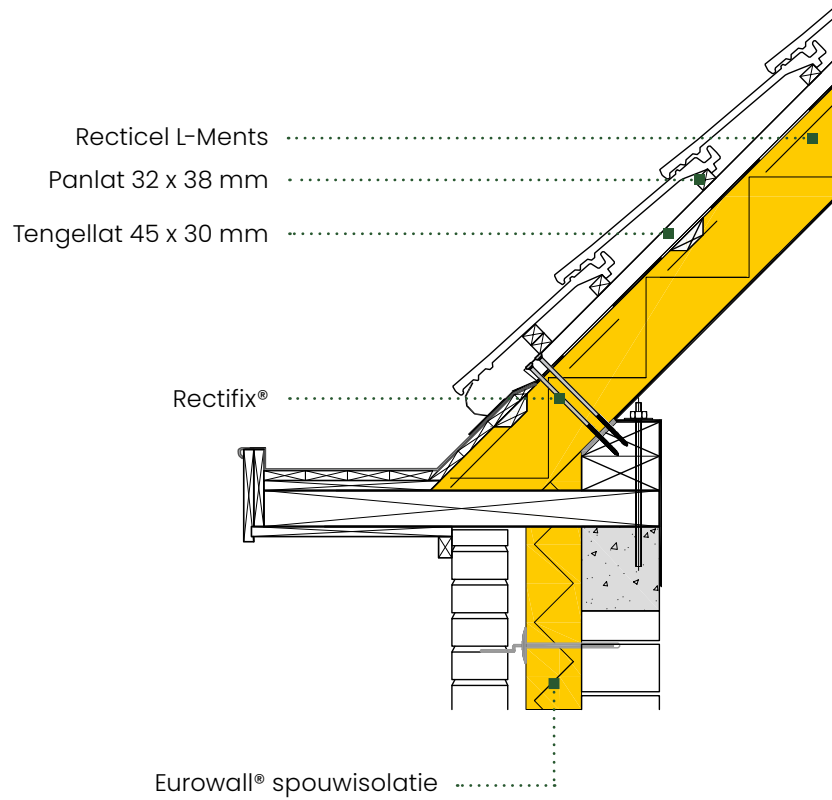 Recticel L-Ments
Panlat 32 x 38 mm
Tengellat 45 x 30 mm
Rectifix®
Eurowall® spouwisolatie